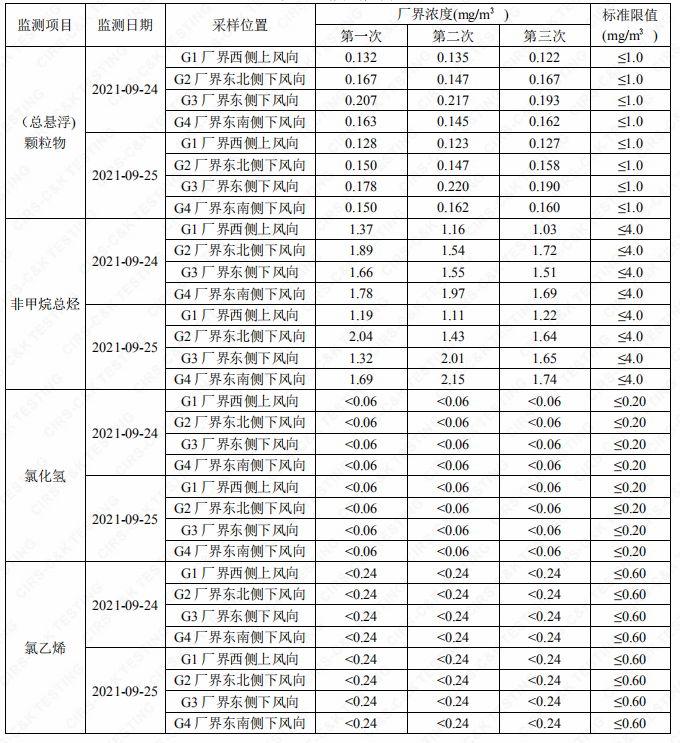 监测项目 监测日期 采样位置 厂界浓度(mg/m³) 标准限值(mg/m³)
第一次 第二次 第三次
（总悬浮)颗粒物 2021-09-24 G1 厂界西侧上风向 0.132 0.135 0.122 ≤1.0
G2 厂界东北侧下风向 0.167 0.147 0.167 ≤1.0
G3 厂界东侧下风向 0.207 0.217 0.193 ≤1.0
G4 厂界东南侧下风向 0.163 0.145 0.162 ≤1.0
2021-09-25 G1 厂界西侧上风向 0.128 0.123 0.127 ≤1.0
G2 厂界东北侧下风向 0.150 0.147 0.158 ≤1.0
G3 厂界东侧下风向 0.178 0.220 0.190 ≤1.0
G4 厂界东南侧下风向 0.150 0.162 0.160 ≤1.0
非甲烷总烃 2021-09-24 G1 厂界西侧上风向 1.37 1.16 1.03 ≤4.0
G2 厂界东北侧下风向 1.89 1.54 1.72 ≤4.0
G3 厂界东侧下风向 1.66 1.55 1.51 ≤4.0
G4 厂界东南侧下风向 1.78 1.97 1.69 ≤4.0
2021-09-25 G1 厂界西侧上风向 1.19 1.11 1.22 ≤4.0
G2 厂界东北侧下风向 2.04 1.43 1.64 ≤4.0
G3 厂界东侧下风向 1.32 2.01 1.65 ≤4.0
G4 厂界东南侧下风向 1.69 2.15 1.74 ≤4.0
氯化氢 2021-09-24 G1 厂界西侧上风向 <0.06 <0.06 <0.06 ≤0.20
G2 厂界东北侧下风向 <0.06 <0.06 <0.06 ≤0.20
G3 厂界东侧下风向 <0.06 <0.06 <0.06 ≤0.20
G4 厂界东南侧下风向 <0.06 <0.06 <0.06 ≤0.20
2021-09-25 G1 厂界西侧上风向 <0.06 <0.06 <0.06 ≤0.20
G2 厂界东北侧下风向 <0.06 <0.06 <0.06 ≤0.20
G3 厂界东侧下风向 <0.06 <0.06 <0.06 ≤0.20
G4 厂界东南侧下风向 <0.06 <0.06 <0.06 ≤0.20
氯乙烯 2021-09-24 G1 厂界西侧上风向 <0.24 <0.24 <0.24 ≤0.60
G2 厂界东北侧下风向 <0.24 <0.24 <0.24 ≤0.60
G3 厂界东侧下风向 <0.24 <0.24 <0.24 ≤0.60
G4 厂界东南侧下风向 <0.24 <0.24 <0.24 ≤0.60
2021-09-25 G1 厂界西侧上风向 <0.24 <0.24 <0.24 ≤0.60
G2 厂界东北侧下风向 <0.24 <0.24 <0.24 ≤0.60
G3 厂界东侧下风向 <0.24 <0.24 <0.24 ≤0.60
G4 厂界东南侧下风向 <0.24 <0.24 <0.24 ≤0.60